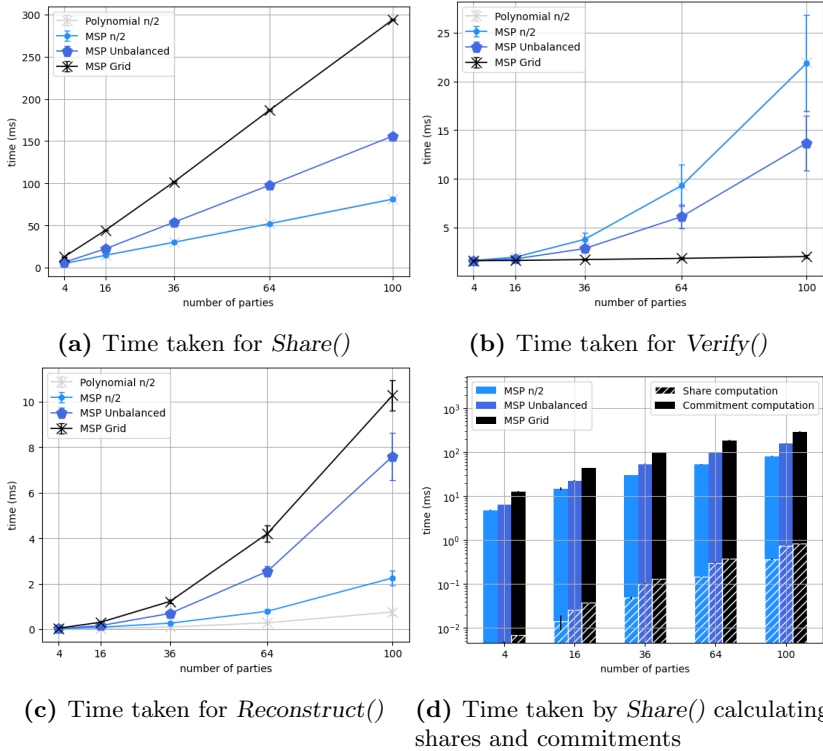 Polynomial n/2
MSP n/2
MSP Unbalanced
MSP Grid
300
250
200
150
100
50
0
time (ms)
4 16 36 64 100
number of parties
(a) Time taken for Share()
Polynomial n/2
MSP n/2
MSP Unbalanced
MSP Grid
25
20
15
10
5
time (ms)
4 16 36 64 100
number of parties
(b) Time taken for Verify()
Polynomial n/2
MSP n/2
MSP Unbalanced
MSP Grid
10
8
6
4
2
0
time (ms)
4 16 36 64 100
number of parties
(c) Time taken for Reconstruct()
MSP n/2
MSP Unbalanced
MSP Grid
Share computation
Commitment computation
10³
10²
10¹
10⁰
10⁻¹
10⁻²
time (ms)
4 16 36 64 100
number of parties
(d) Time taken by Share() calculating
shares and commitments